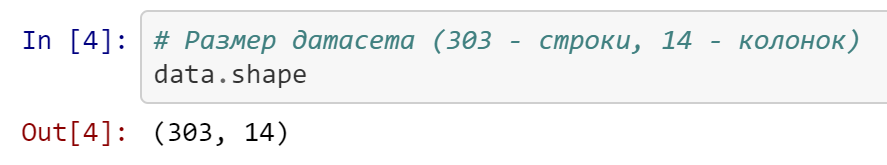 In [4]: # Размер датасета (303 - строки, 14 - колонок)
data.shape
Out[4]: (303, 14)